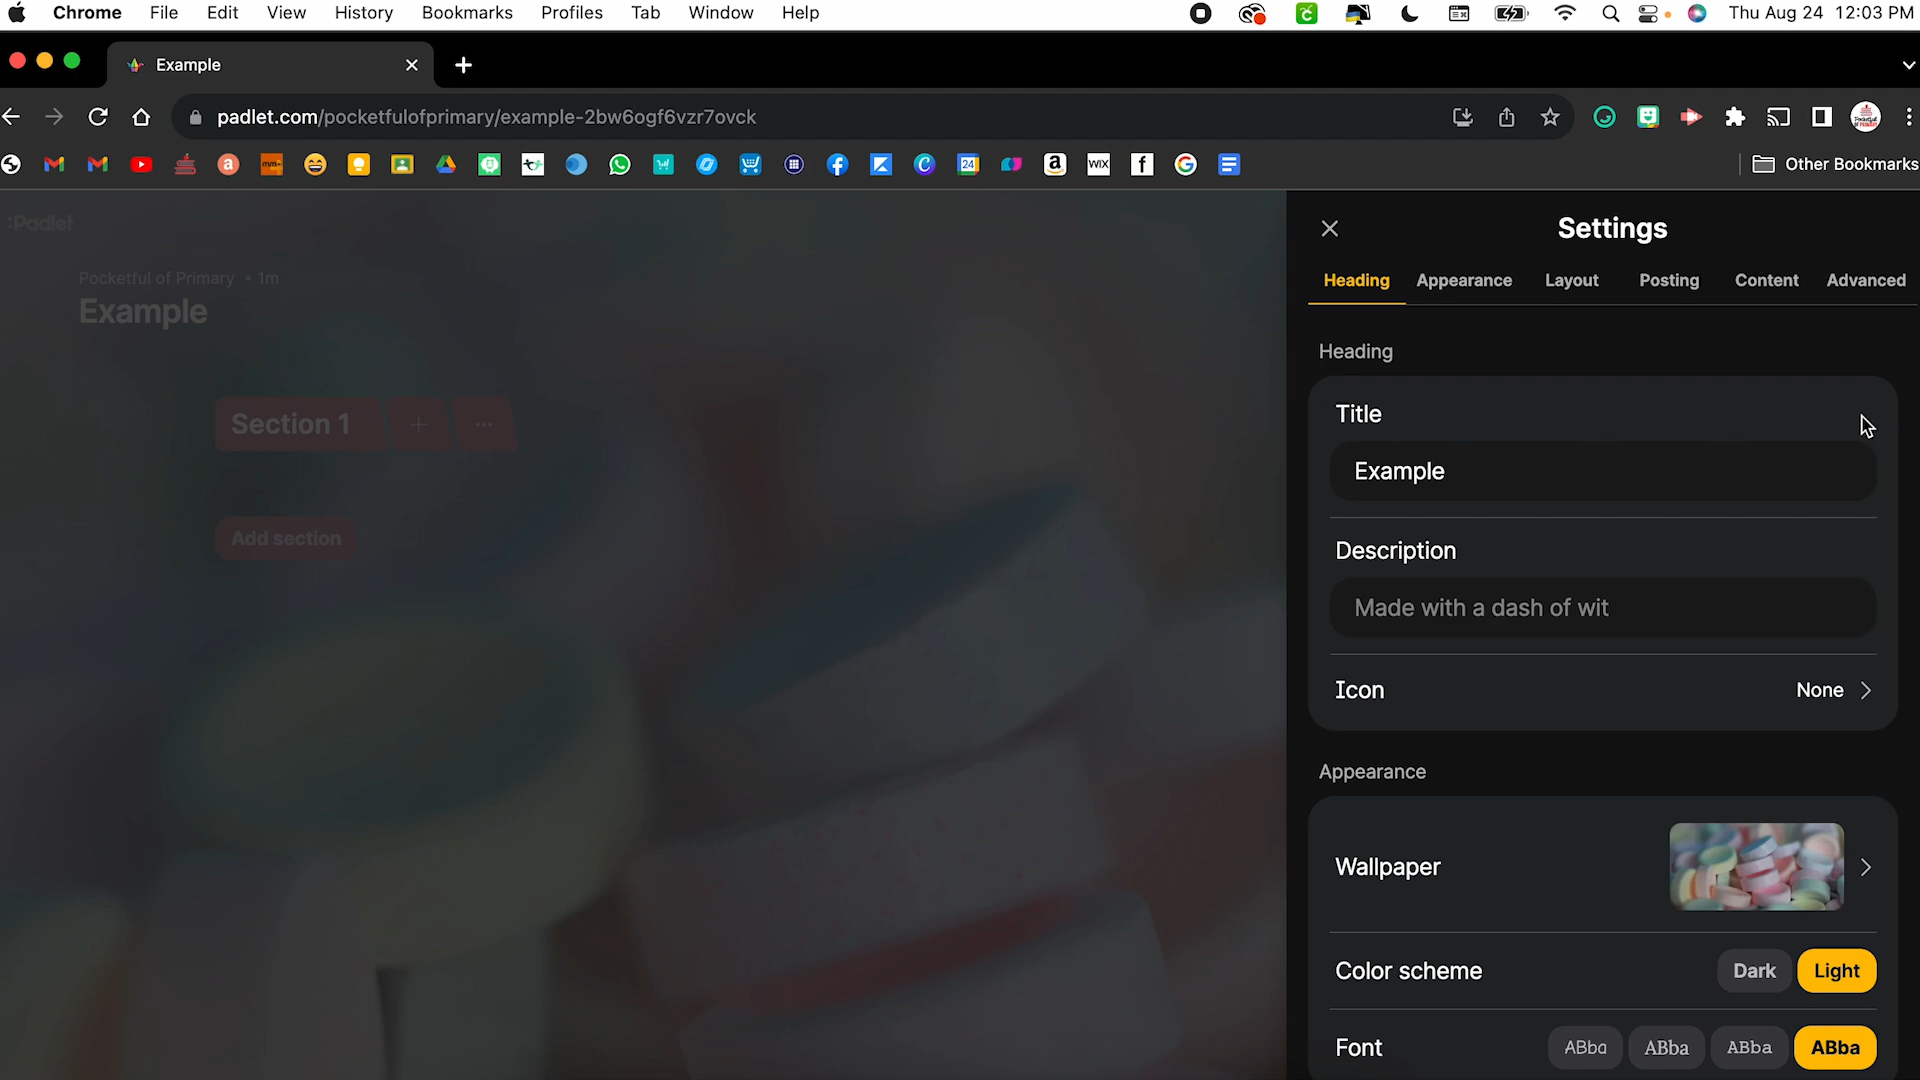 Chrome File Edit View History Bookmarks Profiles Tab Window Help Thu Aug 24 12:03 PM
Example
padlet.com/pocketfulofprimary/example-2bw6ogf6vzr7ovck
Other Bookmarks
:Padlet
Pocketful of Primary • 1m
Example
Section 1
Add section
Settings
Heading Appearance Layout Posting Content Advanced
Heading
Title
Example
Description
Made with a dash of wit
Icon None
Appearance
Wallpaper
Color scheme Dark Light
Font ABba ABba ABba ABba